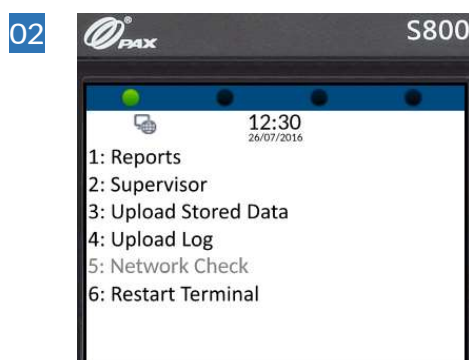 02
PAX
S800
12:30
26/07/2016
1: Reports
2: Supervisor
3: Upload Stored Data
4: Upload Log
5: Network Check
6: Restart Terminal